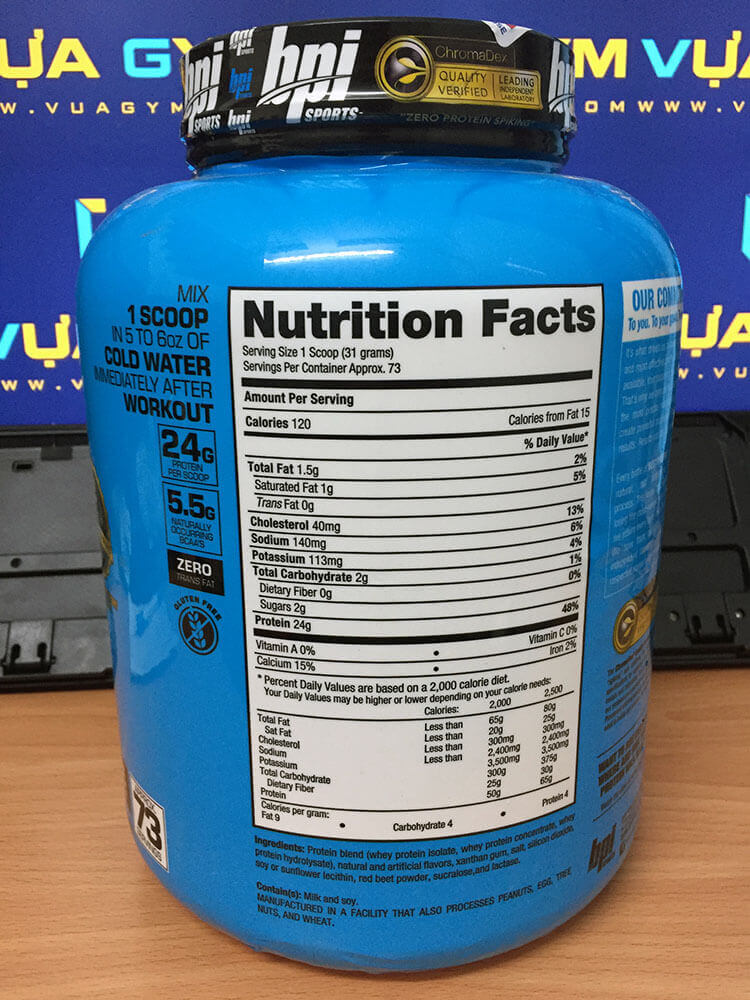 ỰA GYM VỰA
WWW.VUAGYM
OM WWW.VU
bpi
SPORTS
bpi
SPORTS
ChromaDex
QUALITY VERIFIED
LEADING INDEPENDENT LABORATORY
"ZERO PROTEIN SPIKING"
MIX
1 SCOOP
IN 5 TO 6oz OF
COLD WATER
IMMEDIATELY AFTER
WORKOUT
24G
PROTEIN
PER SCOOP
5.5G
NATURALLY
OCCURRING
BCAA'S
ZERO
TRANS FAT
GLUTEN FREE
73
Nutrition Facts
Serving Size 1 Scoop (31 grams)
Servings Per Container Approx. 73
Amount Per Serving
Calories 120 Calories from Fat 15
% Daily Value*
Total Fat 1.5g 2%
Saturated Fat 1g 5%
Trans Fat 0g
Cholesterol 40mg 13%
Sodium 140mg 6%
Potassium 113mg 4%
Total Carbohydrate 2g 1%
Dietary Fiber 0g 0%
Sugars 2g
Protein 24g 48%
Vitamin A 0% • Vitamin C 0%
Calcium 15% • Iron 2%
* Percent Daily Values are based on a 2,000 calorie diet.
Your Daily Values may be higher or lower depending on your calorie needs:
Calories: 2,000 2,500
Total Fat Less than 65g 80g
Sat Fat Less than 20g 25g
Cholesterol Less than 300mg 300mg
Sodium Less than 2,400mg 2,400mg
Potassium 3,500mg 3,500mg
Total Carbohydrate 300g 375g
Dietary Fiber 25g 30g
Protein 50g 65g
Calories per gram:
Fat 9 • Carbohydrate 4 • Protein 4
Ingredients: Protein blend (whey protein isolate, whey protein concentrate, whey
protein hydrolysate), natural and artificial flavors, xanthan gum, salt, silicon dioxide,
soy or sunflower lecithin, red beet powder, sucralose,and lactase.
Contain(s): Milk and soy.
MANUFACTURED IN A FACILITY THAT ALSO PROCESSES PEANUTS, EGG, TREE
NUTS, AND WHEAT.
OUR COM
To you. To your
bpi